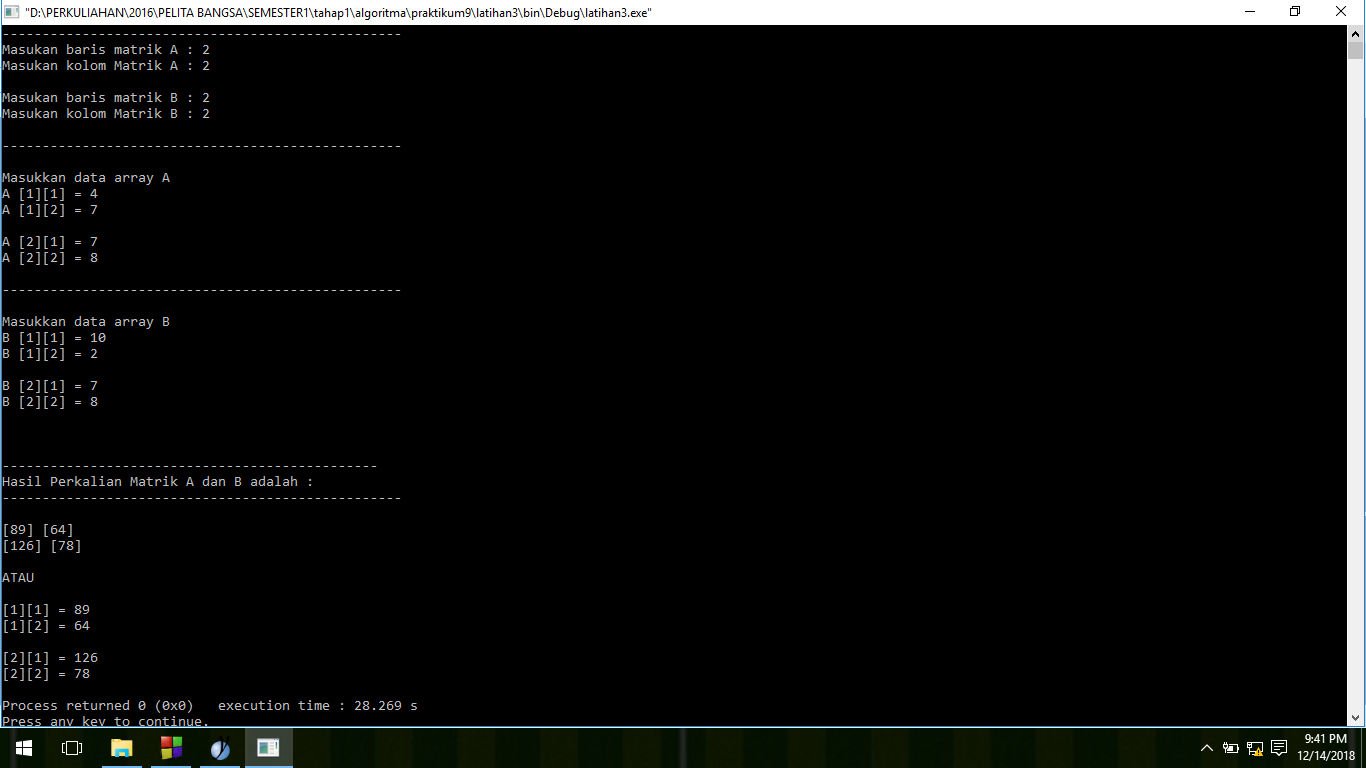 "D:\PERKULIAHAN\2016\PELITA BANGSA\SEMESTER1\tahap1\algoritma\praktikum9\latihan3\bin\Debug\latihan3.exe"
--------------------------------------------------
Masukan baris matrik A : 2
Masukan kolom Matrik A : 2
Masukan baris matrik B : 2
Masukan kolom Matrik B : 2
--------------------------------------------------
Masukkan data array A
A [1][1] = 4
A [1][2] = 7
A [2][1] = 7
A [2][2] = 8
--------------------------------------------------
Masukkan data array B
B [1][1] = 10
B [1][2] = 2
B [2][1] = 7
B [2][2] = 8
-----------------------------------------------
Hasil Perkalian Matrik A dan B adalah :
--------------------------------------------------
[89] [64]
[126] [78]
ATAU
[1][1] = 89
[1][2] = 64
[2][1] = 126
[2][2] = 78
Process returned 0 (0x0)   execution time : 28.269 s
Press any key to continue.
9:41 PM
12/14/2018